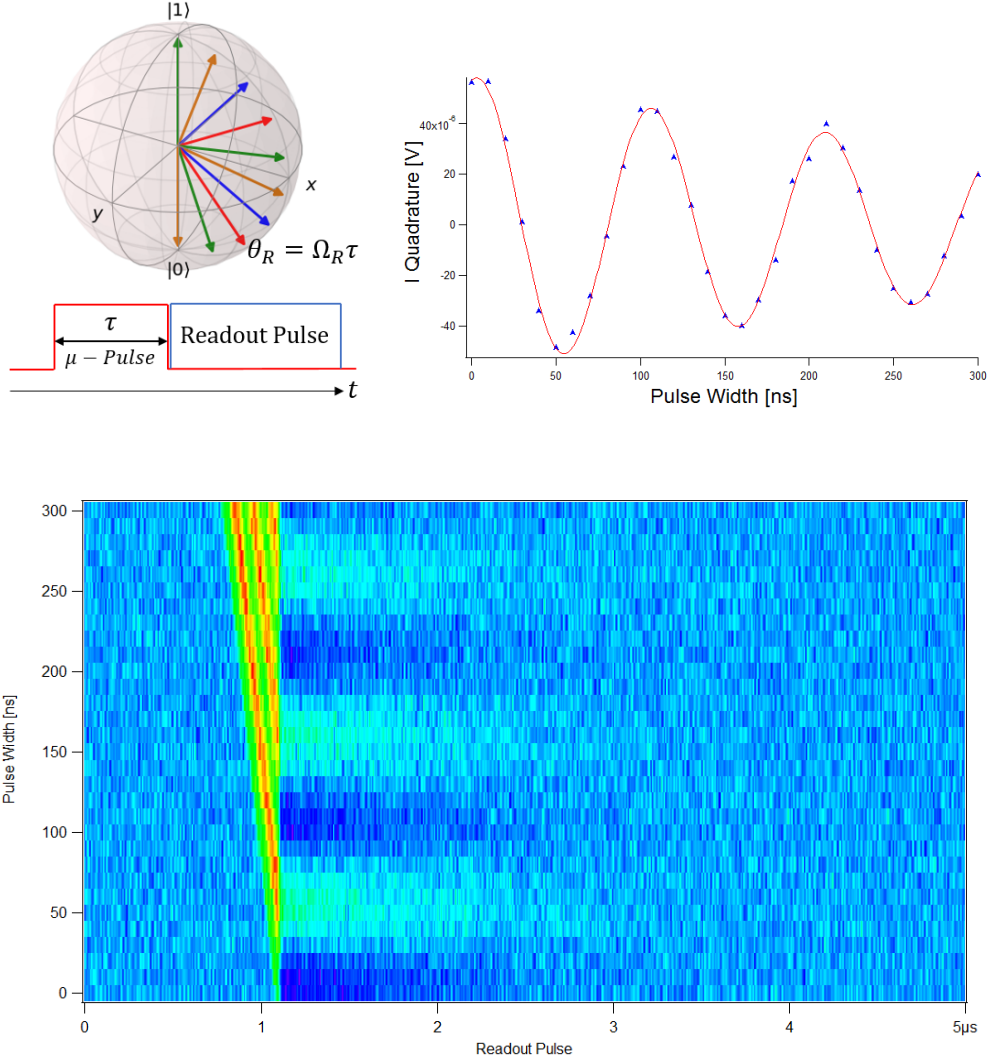 |1⟩
x
y
|0⟩
θ_R = Ω_Rτ
τ
μ − Pulse
Readout Pulse
t
I Quadrature [V]
40x10⁻⁶
20
0
-20
-40
0
50
100
150
200
250
300
Pulse Width [ns]
Pulse Width [ns]
300
250
200
150
100
50
0
0
1
2
3
4
5µs
Readout Pulse